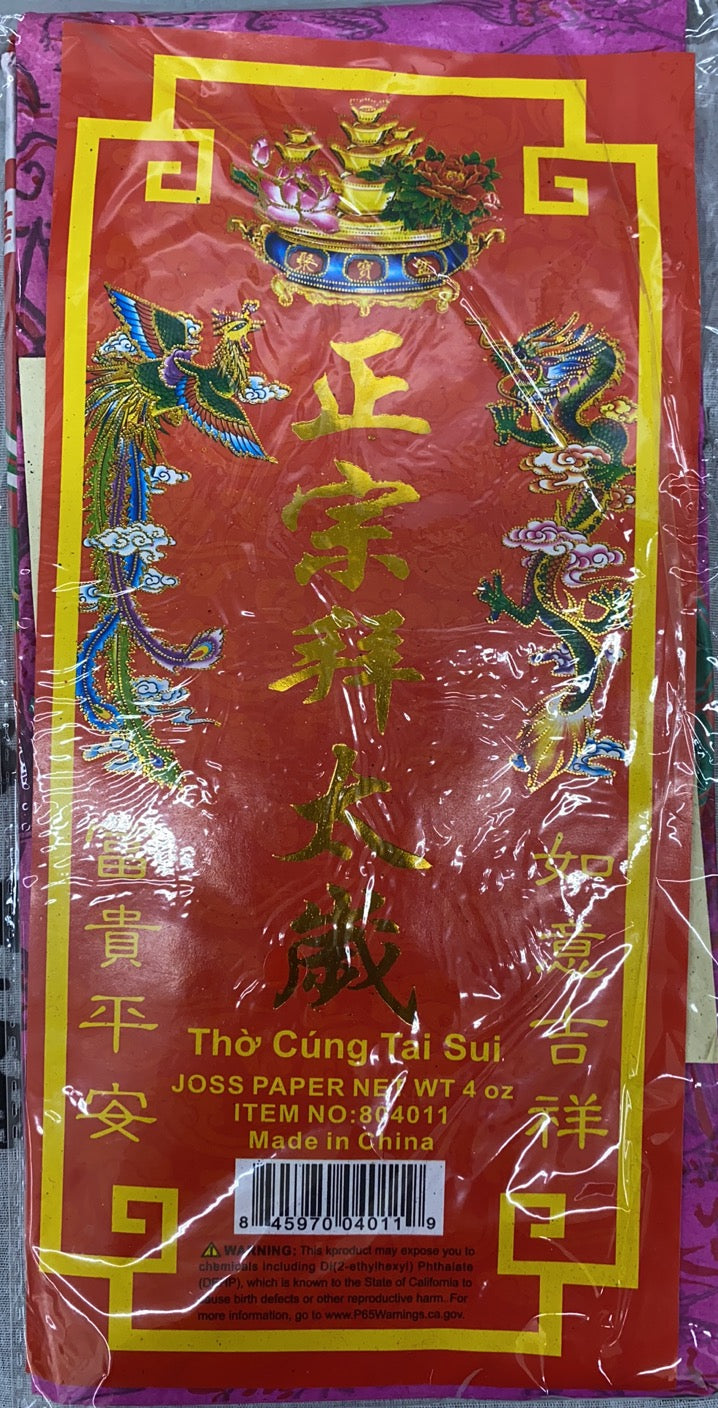 正宗拜太歲
如意吉祥
富貴平安
Thờ Cúng Tai Sui
JOSS PAPER NET WT 4 oz
ITEM NO:804011
Made in China
8 45970 04011 9
WARNING: This kproduct may expose you to
chemicals including Di(2-ethylhexyl) Phthalate
(DEHP), which is known to the State of California to
cause birth defects or other reproductive harm. For
more information, go to www.P65Warnings.ca.gov.